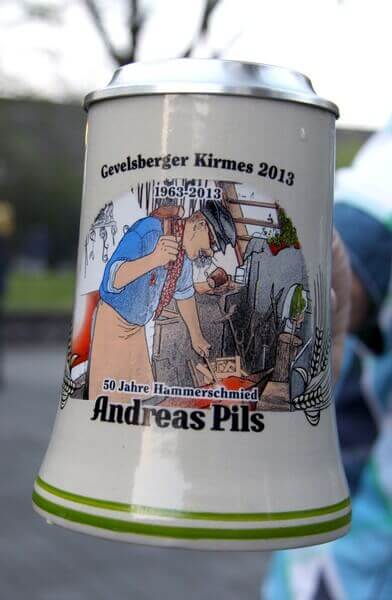 Gevelsberger Kirmes 2013
1963-2013
50 Jahre Hammerschmied
Andreas Pils